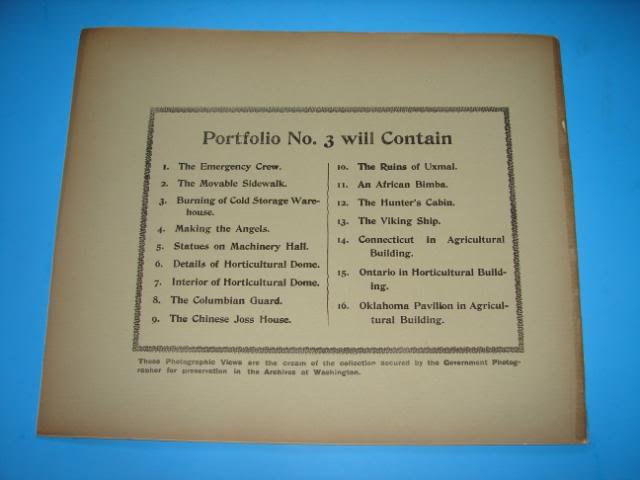 Portfolio No. 3 will Contain
1. The Emergency Crew.
2. The Movable Sidewalk.
3. Burning of Cold Storage Ware-
house.
4. Making the Angels.
5. Statues on Machinery Hall.
6. Details of Horticultural Dome.
7. Interior of Horticultural Dome.
8. The Columbian Guard.
9. The Chinese Joss House.
10. The Ruins of Uxmal.
11. An African Bimba.
12. The Hunter's Cabin.
13. The Viking Ship.
14. Connecticut in Agricultural
Building.
15. Ontario in Horticultural Build-
ing.
16. Oklahoma Pavilion in Agricul-
tural Building.
These Photographic Views are the cream of the collection secured by the Government Photog-
rapher for preservation in the Archives at Washington.